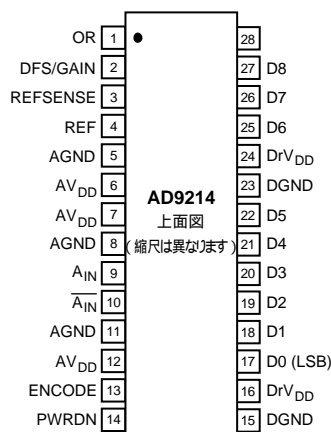 OR 1 28
DFS/GAIN 2 27 D8
REFSENSE 3 26 D7
REF 4 25 D6
AGND 5 24 DrVDD
AVDD 6 23 DGND
AD9214
AVDD 7 22 D5
上面図
AGND 8 21 D4
(縮尺は異なります)
AIN 9 20 D3
A̅I̅N̅ 10 19 D2
AGND 11 18 D1
AVDD 12 17 D0 (LSB)
ENCODE 13 16 DrVDD
PWRDN 14 15 DGND